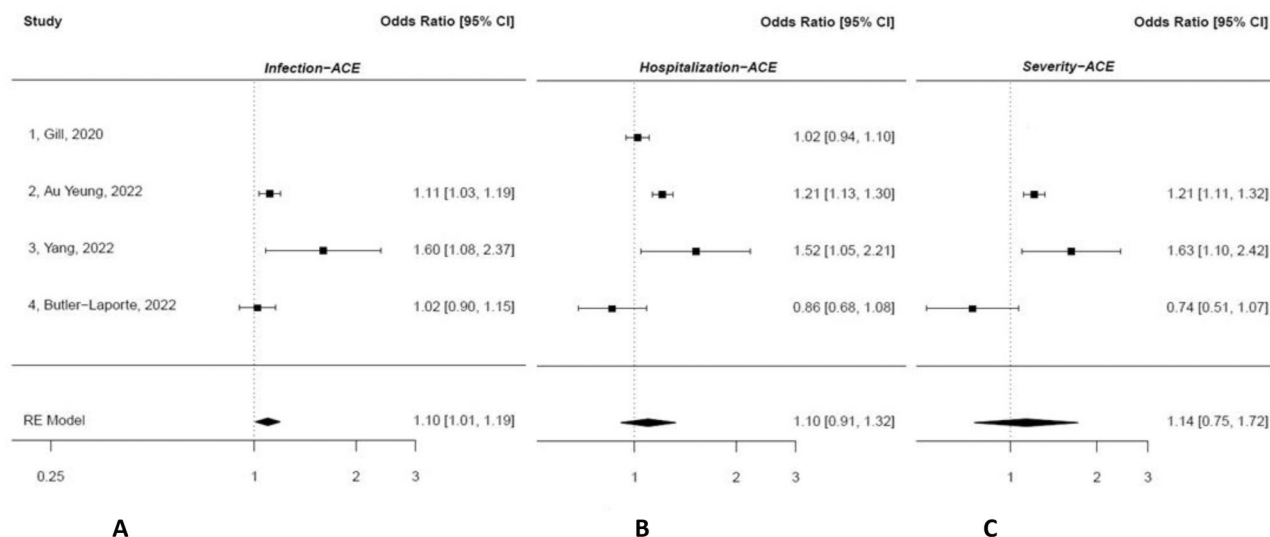 Study Odds Ratio [95% CI] Odds Ratio [95% CI] Odds Ratio [95% CI]
Infection−ACE Hospitalization−ACE Severity−ACE
1, Gill, 2020 1.02 [0.94, 1.10]
2, Au Yeung, 2022 1.11 [1.03, 1.19] 1.21 [1.13, 1.30] 1.21 [1.11, 1.32]
3, Yang, 2022 1.60 [1.08, 2.37] 1.52 [1.05, 2.21] 1.63 [1.10, 2.42]
4, Butler−Laporte, 2022 1.02 [0.90, 1.15] 0.86 [0.68, 1.08] 0.74 [0.51, 1.07]
RE Model 1.10 [1.01, 1.19] 1.10 [0.91, 1.32] 1.14 [0.75, 1.72]
0.25 1 2 3 1 2 3 1 2 3
A B C